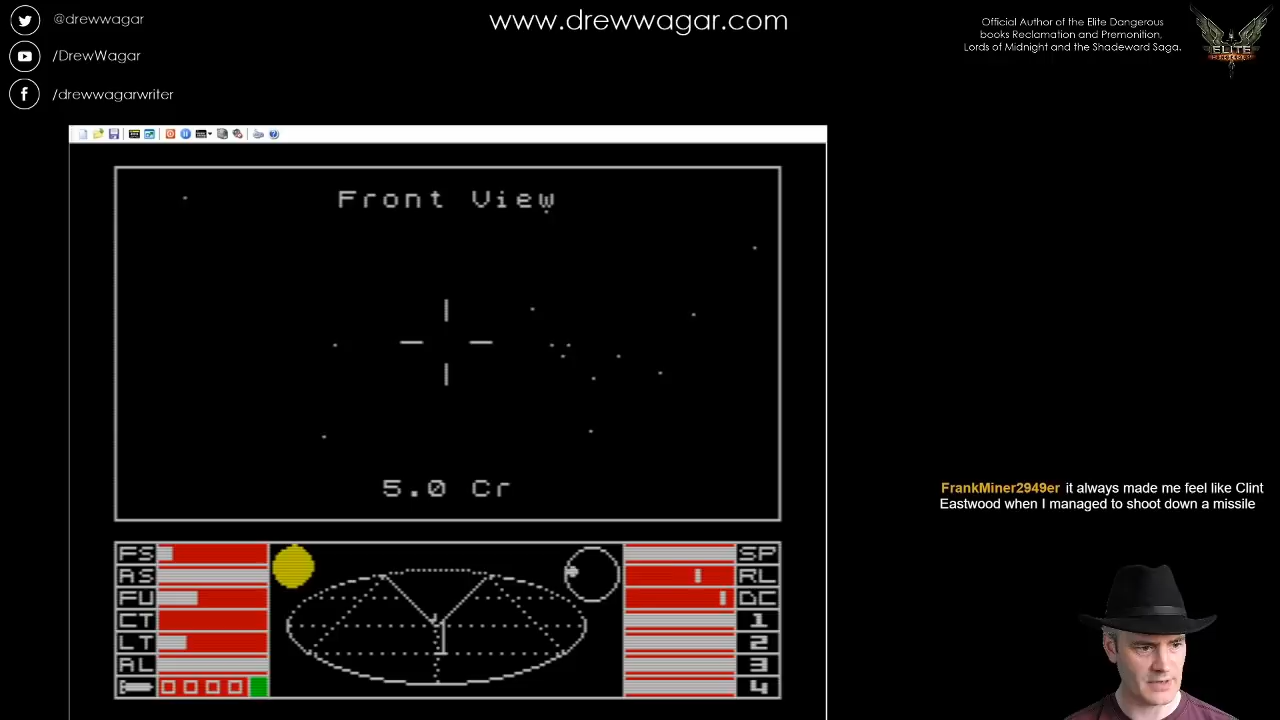 @drewwagar
/DrewWagar
/drewwagarwriter
www.drewwagar.com
Official Author of the Elite Dangerous
books Reclamation and Premonition,
Lords of Midnight and the Shadeward Saga.
ELITE
DANGEROUS
Front View
5.0 Cr
FS
AS
FU
CT
LT
AL
SP
RL
DC
1
2
3
4
FrankMiner2949er it always made me feel like Clint
Eastwood when I managed to shoot down a missile